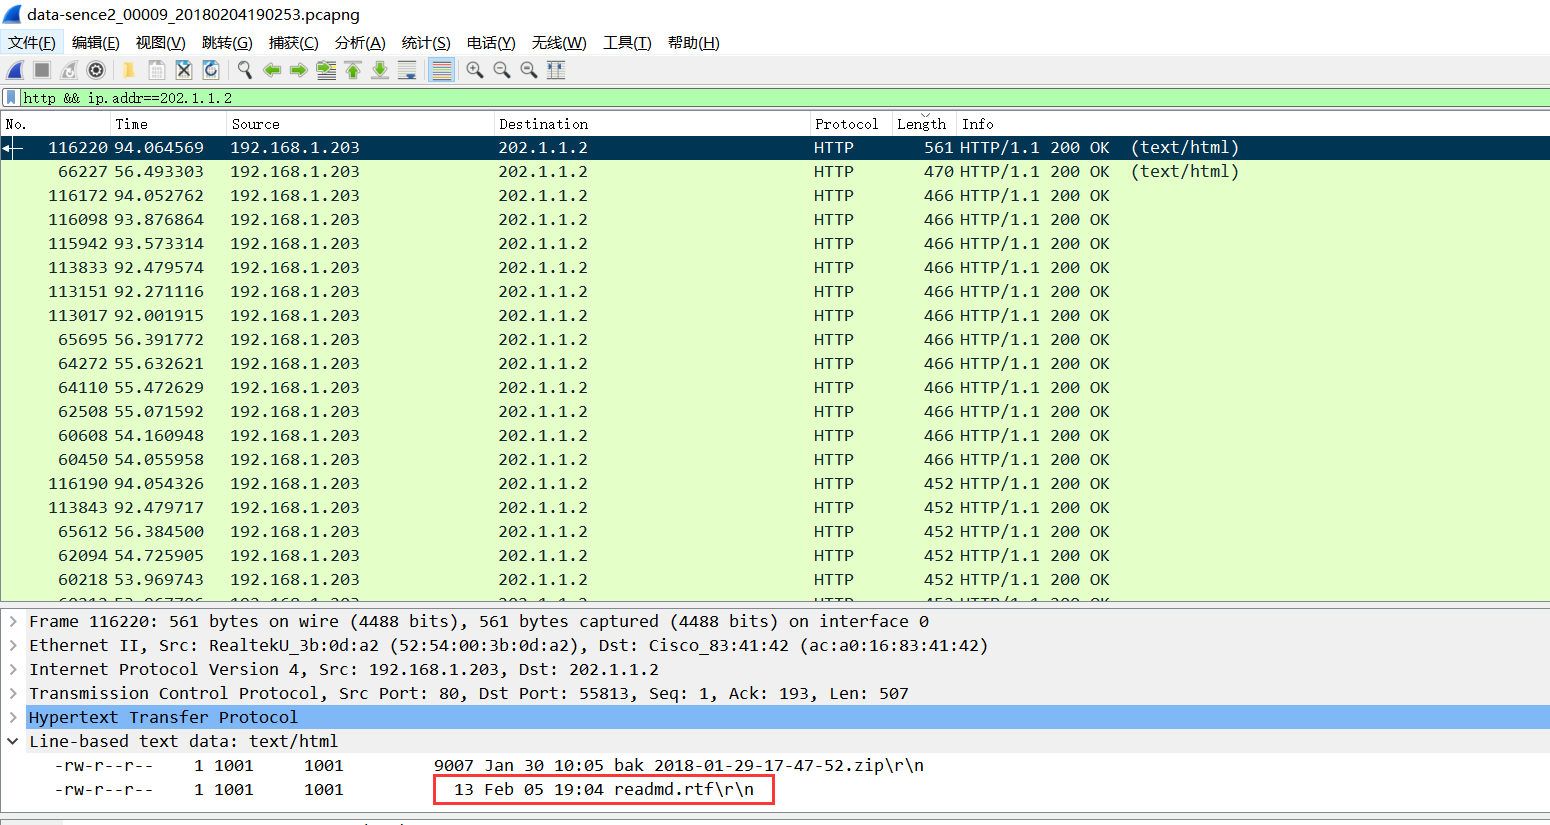 data-sence2_00009_20180204190253.pcapng
文件(F) 编辑(E) 视图(V) 跳转(G) 捕获(C) 分析(A) 统计(S) 电话(Y) 无线(W) 工具(T) 帮助(H)
http && ip.addr==202.1.1.2
No. Time Source Destination Protocol Length Info
116220 94.064569 192.168.1.203 202.1.1.2 HTTP 561 HTTP/1.1 200 OK (text/html)
66227 56.493303 192.168.1.203 202.1.1.2 HTTP 470 HTTP/1.1 200 OK (text/html)
116172 94.052762 192.168.1.203 202.1.1.2 HTTP 466 HTTP/1.1 200 OK
116098 93.876864 192.168.1.203 202.1.1.2 HTTP 466 HTTP/1.1 200 OK
115942 93.573314 192.168.1.203 202.1.1.2 HTTP 466 HTTP/1.1 200 OK
113833 92.479574 192.168.1.203 202.1.1.2 HTTP 466 HTTP/1.1 200 OK
113151 92.271116 192.168.1.203 202.1.1.2 HTTP 466 HTTP/1.1 200 OK
113017 92.001915 192.168.1.203 202.1.1.2 HTTP 466 HTTP/1.1 200 OK
65695 56.391772 192.168.1.203 202.1.1.2 HTTP 466 HTTP/1.1 200 OK
64272 55.632621 192.168.1.203 202.1.1.2 HTTP 466 HTTP/1.1 200 OK
64110 55.472629 192.168.1.203 202.1.1.2 HTTP 466 HTTP/1.1 200 OK
62508 55.071592 192.168.1.203 202.1.1.2 HTTP 466 HTTP/1.1 200 OK
60608 54.160948 192.168.1.203 202.1.1.2 HTTP 466 HTTP/1.1 200 OK
60450 54.055958 192.168.1.203 202.1.1.2 HTTP 466 HTTP/1.1 200 OK
116190 94.054326 192.168.1.203 202.1.1.2 HTTP 452 HTTP/1.1 200 OK
113843 92.479717 192.168.1.203 202.1.1.2 HTTP 452 HTTP/1.1 200 OK
65612 56.384500 192.168.1.203 202.1.1.2 HTTP 452 HTTP/1.1 200 OK
62094 54.725905 192.168.1.203 202.1.1.2 HTTP 452 HTTP/1.1 200 OK
60218 53.969743 192.168.1.203 202.1.1.2 HTTP 452 HTTP/1.1 200 OK
Frame 116220: 561 bytes on wire (4488 bits), 561 bytes captured (4488 bits) on interface 0
Ethernet II, Src: RealtekU_3b:0d:a2 (52:54:00:3b:0d:a2), Dst: Cisco_83:41:42 (ac:a0:16:83:41:42)
Internet Protocol Version 4, Src: 192.168.1.203, Dst: 202.1.1.2
Transmission Control Protocol, Src Port: 80, Dst Port: 55813, Seq: 1, Ack: 193, Len: 507
Hypertext Transfer Protocol
Line-based text data: text/html
-rw-r--r-- 1 1001 1001 9007 Jan 30 10:05 bak 2018-01-29-17-47-52.zip\r\n
-rw-r--r-- 1 1001 1001 13 Feb 05 19:04 readmd.rtf\r\n